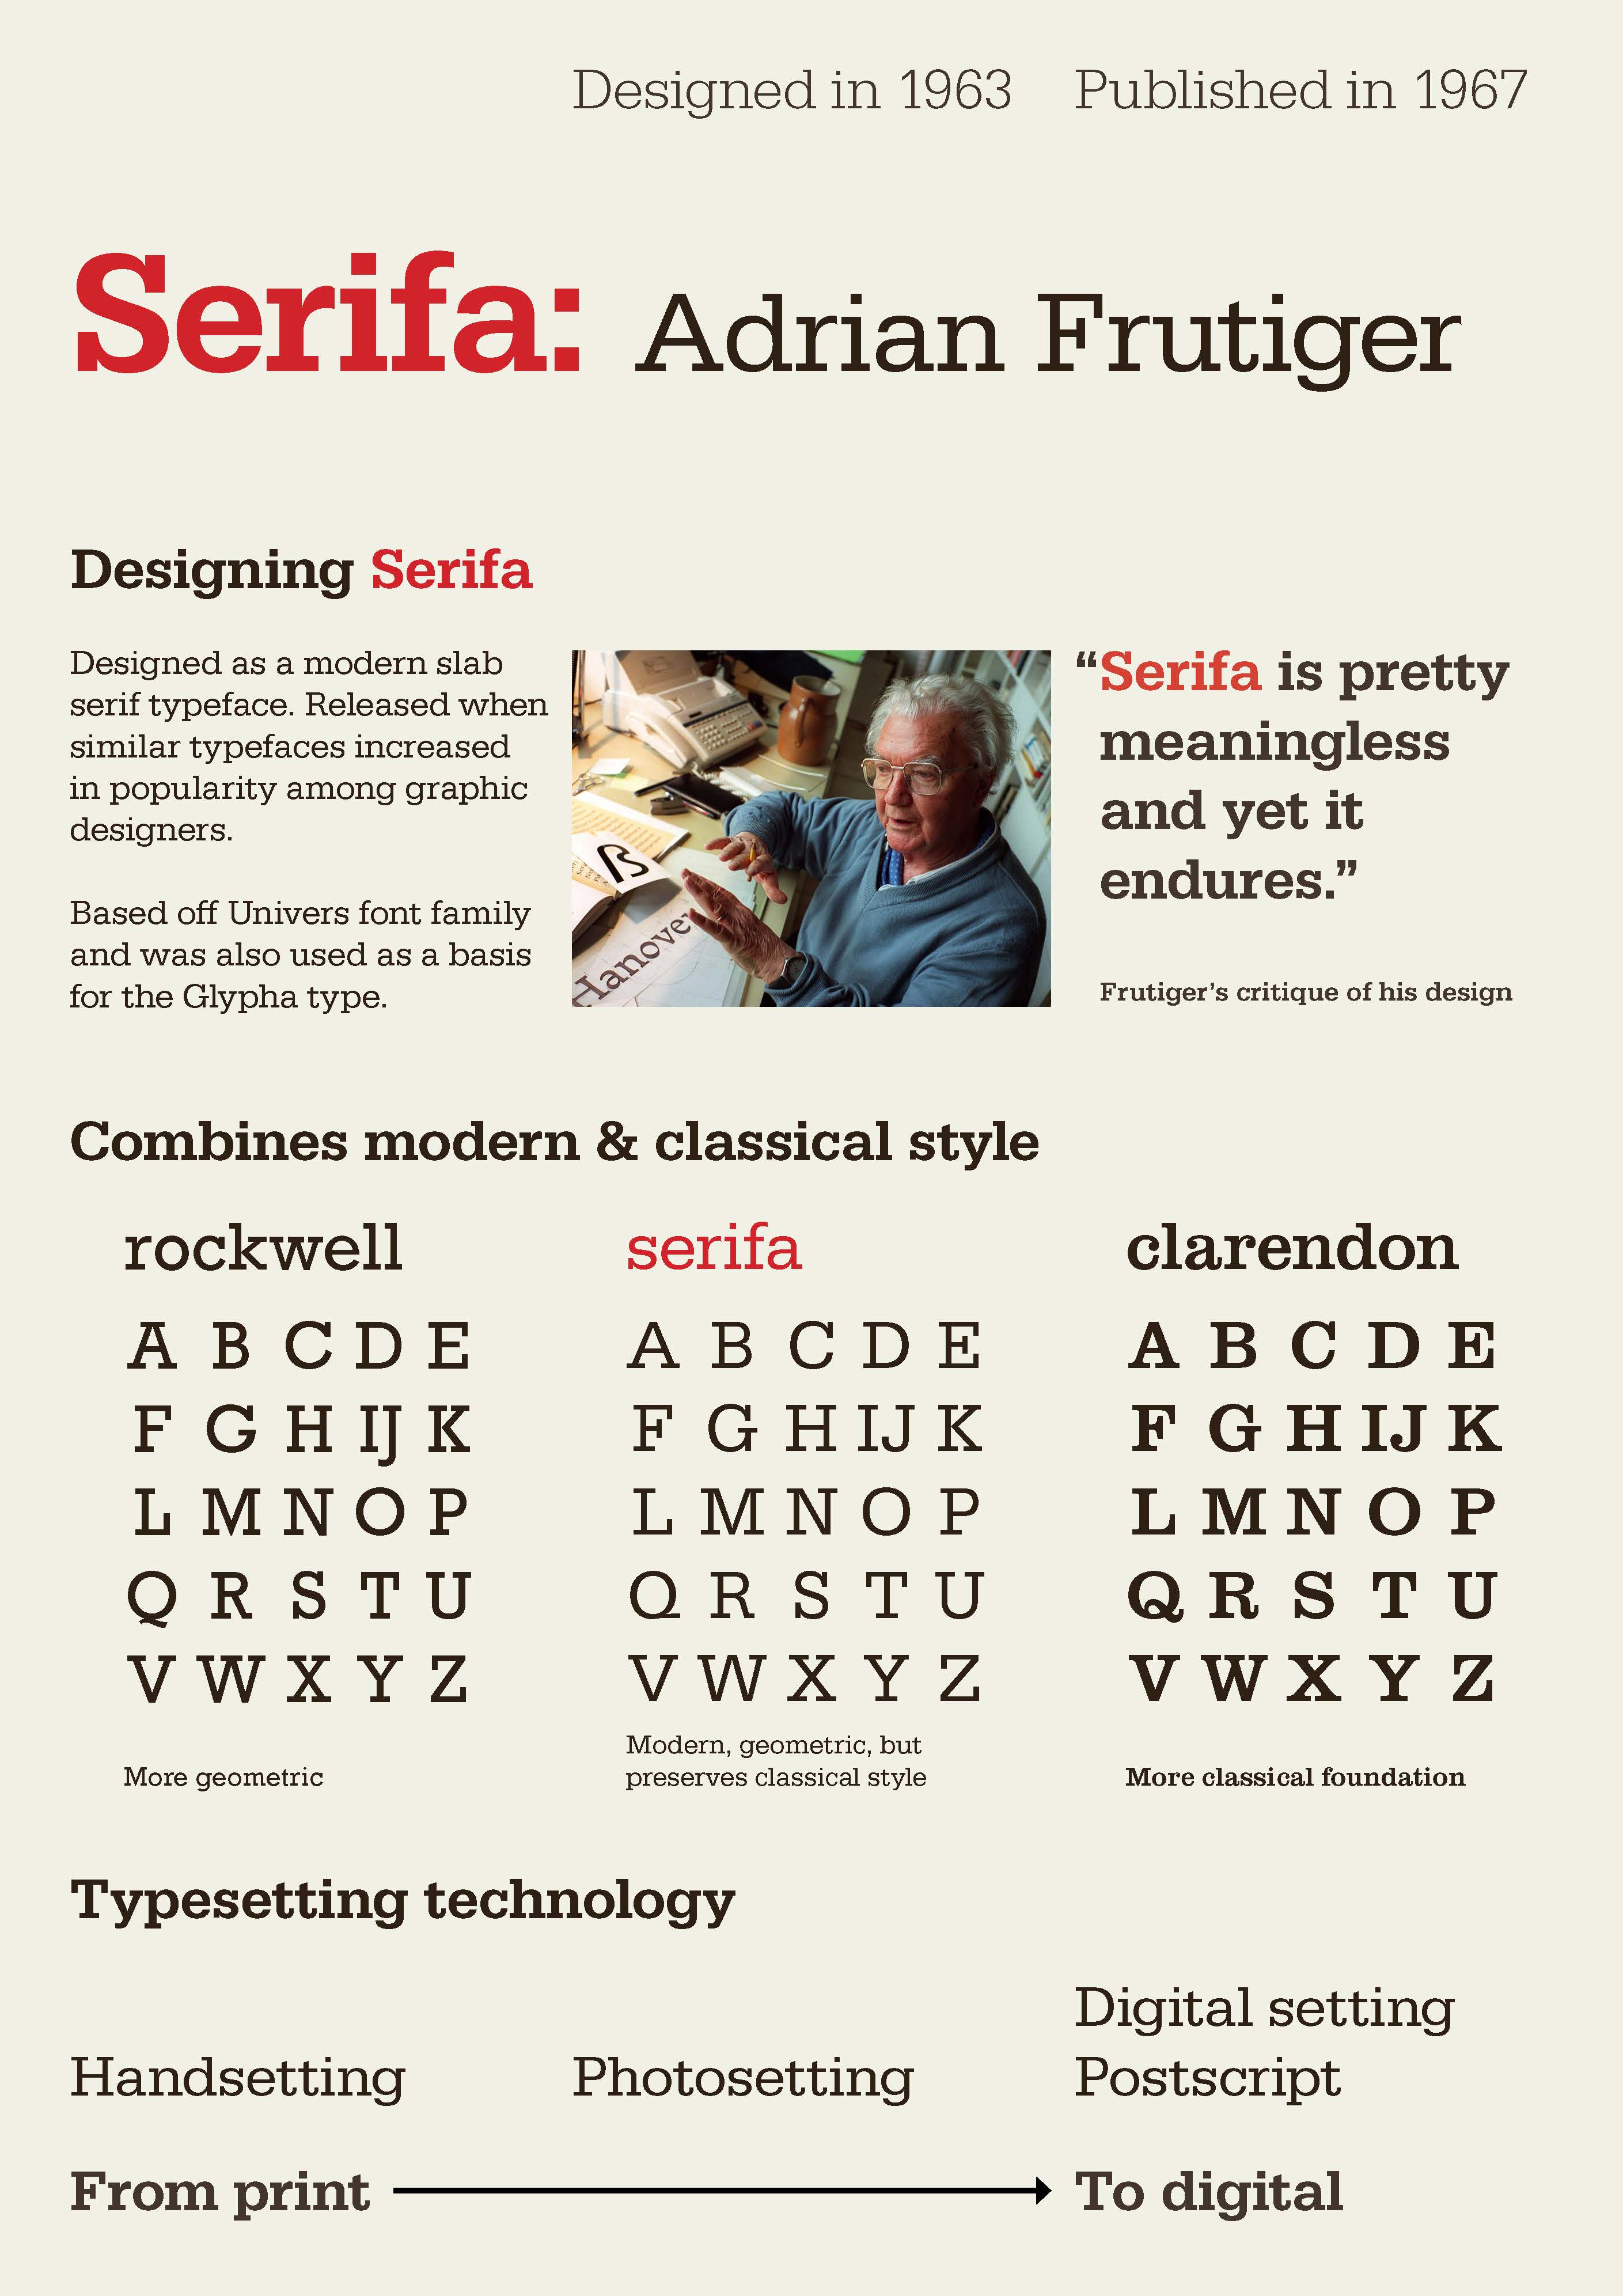 Designed in 1963 Published in 1967
Serifa: Adrian Frutiger
Designing Serifa
Designed as a modern slab
serif typeface. Released when
similar typefaces increased
in popularity among graphic
designers.
Based off Univers font family
and was also used as a basis
for the Glypha type.
ß
Hanover
“Serifa is pretty
meaningless
and yet it
endures.”
Frutiger’s critique of his design
Combines modern & classical style
rockwell
A B C D E
F G H IJ K
L M N O P
Q R S T U
V W X Y Z
More geometric
serifa
A B C D E
F G H IJ K
L M N O P
Q R S T U
V W X Y Z
Modern, geometric, but
preserves classical style
clarendon
A B C D E
F G H IJ K
L M N O P
Q R S T U
V W X Y Z
More classical foundation
Typesetting technology
Handsetting
Photosetting
Digital setting
Postscript
From print
To digital